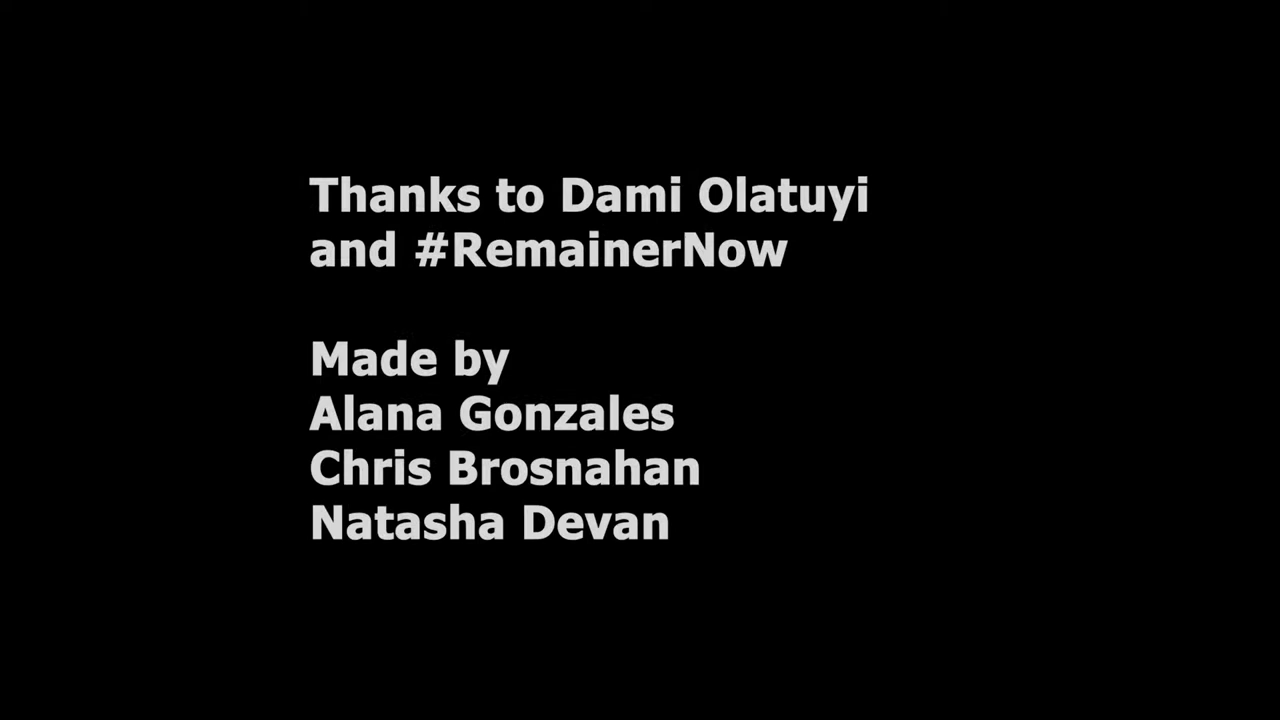 Thanks to Dami Olatuyi
and #RemainerNow
Made by
Alana Gonzales
Chris Brosnahan
Natasha Devan